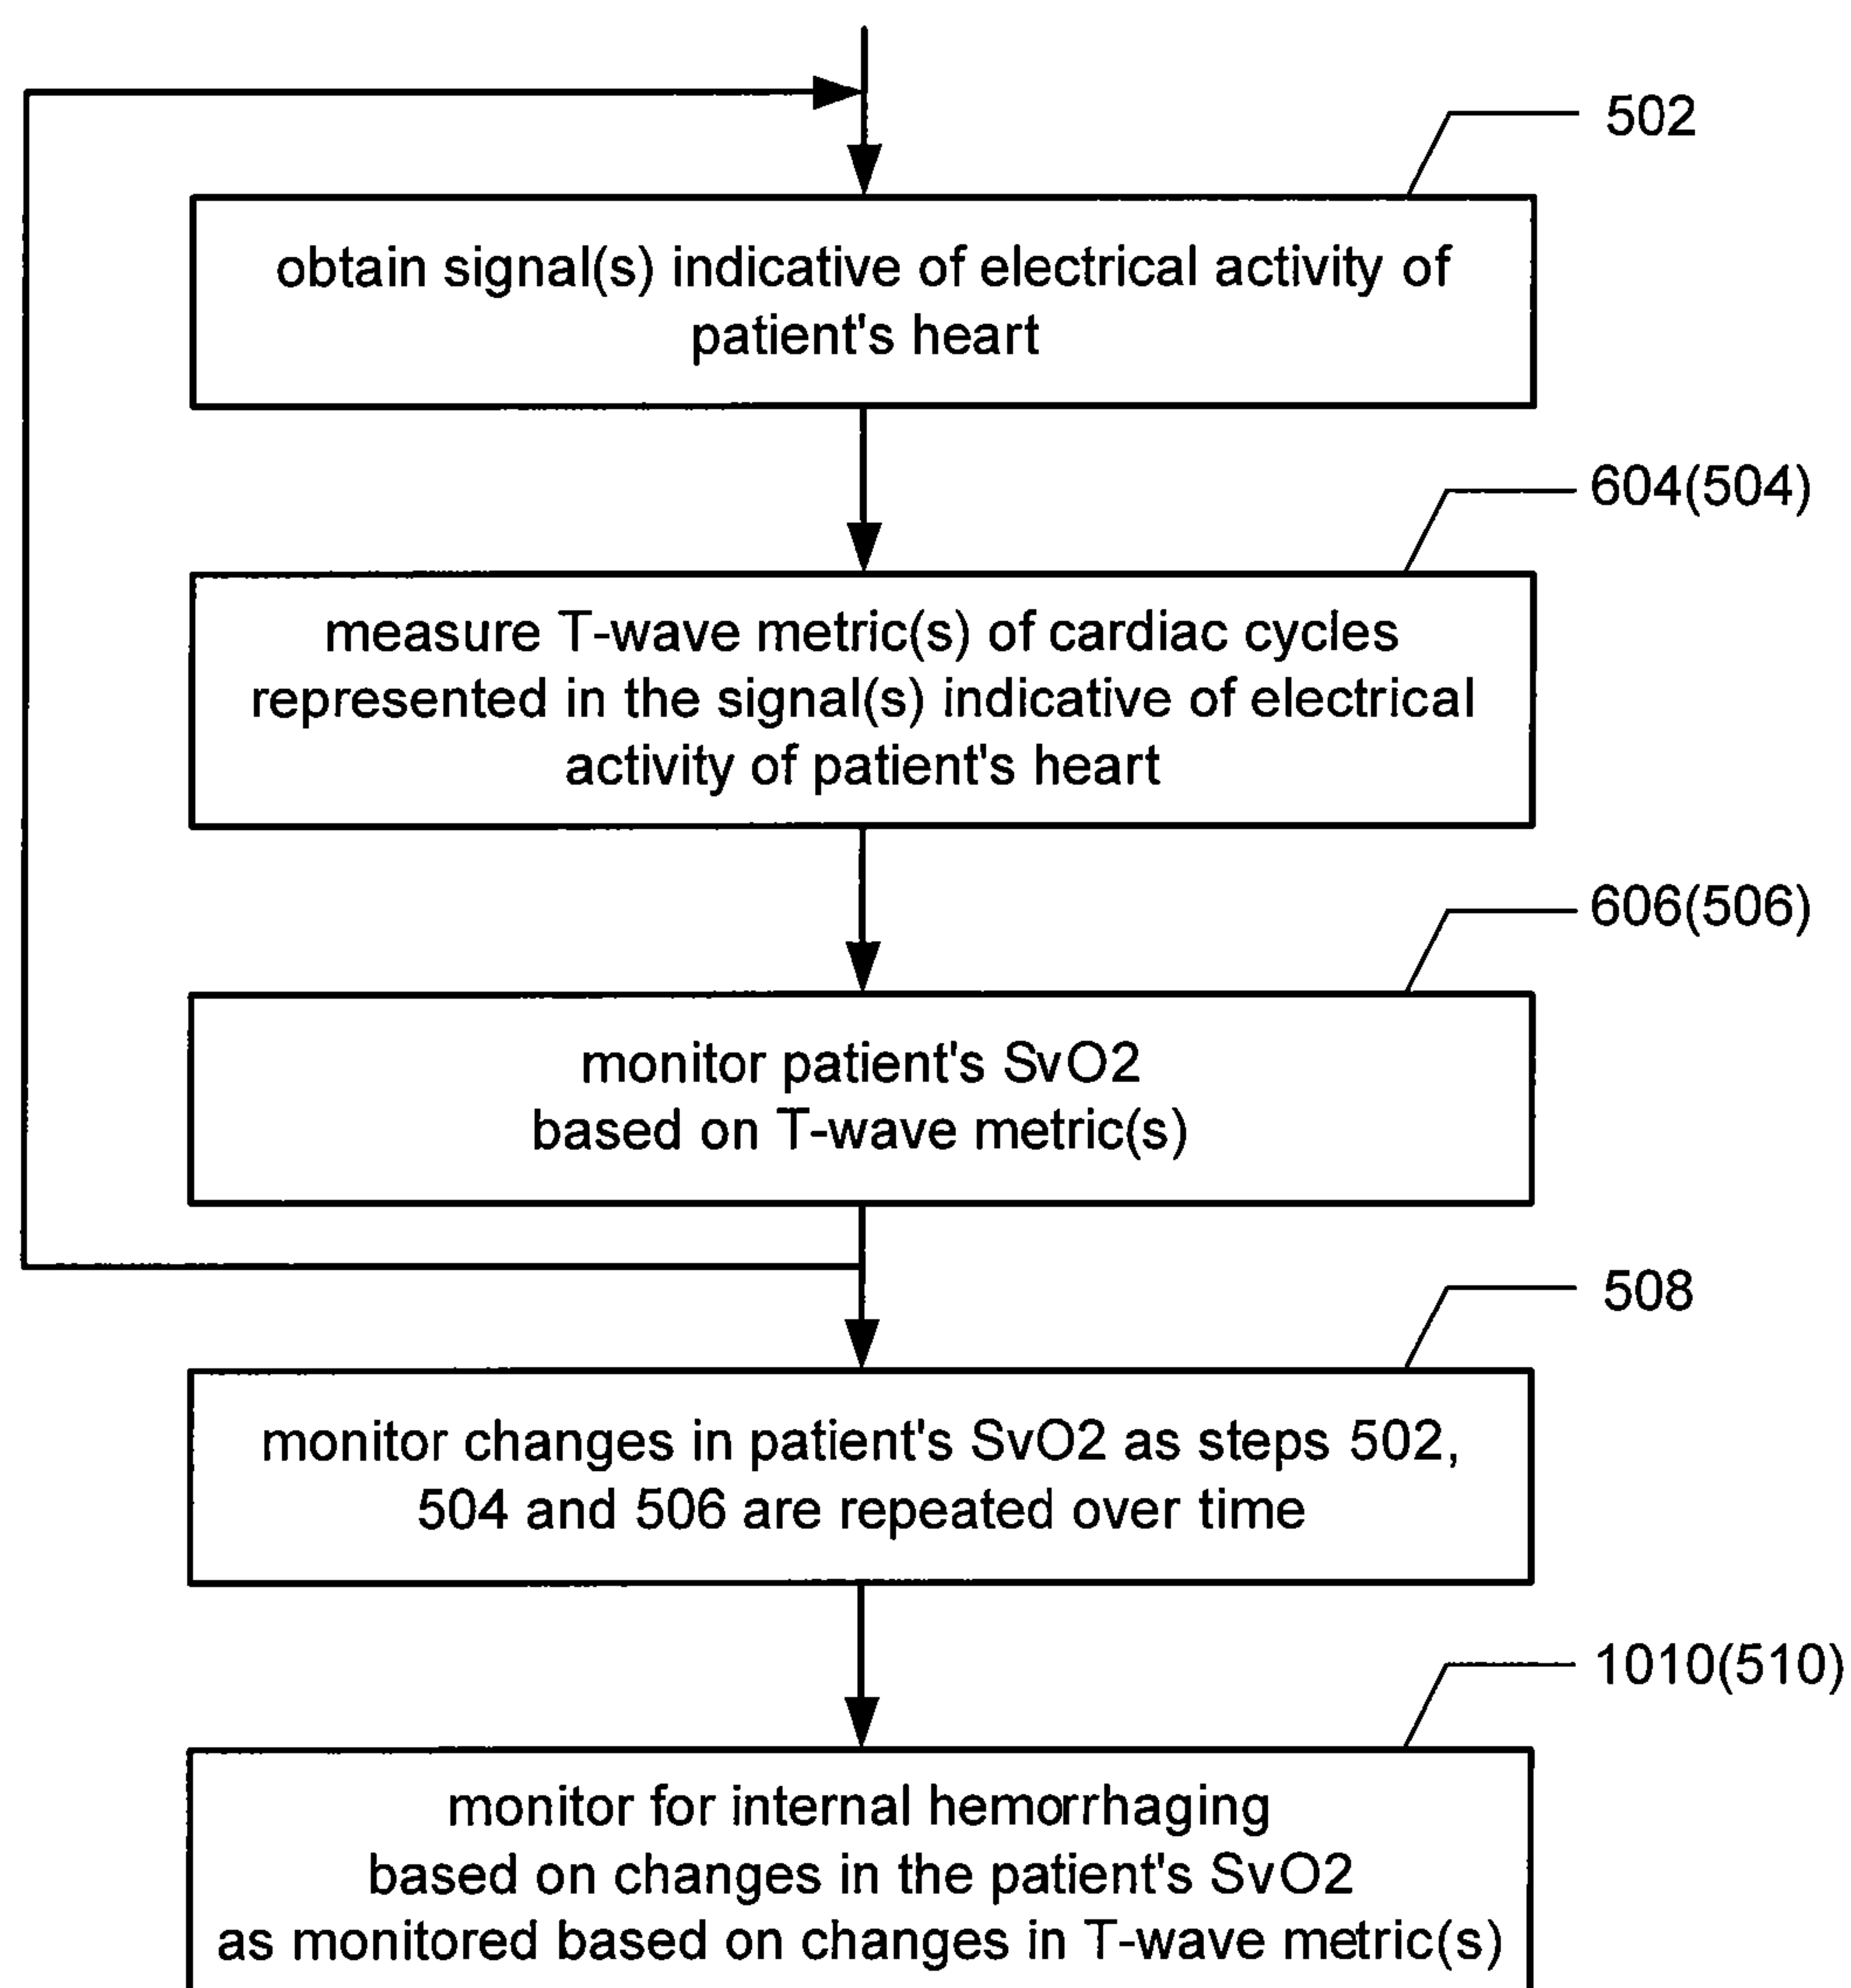 502
obtain signal(s) indicative of electrical activity of
patient's heart
604(504)
measure T-wave metric(s) of cardiac cycles
represented in the signal(s) indicative of electrical
activity of patient's heart
606(506)
monitor patient's SvO2
based on T-wave metric(s)
508
monitor changes in patient's SvO2 as steps 502,
504 and 506 are repeated over time
1010(510)
monitor for internal hemorrhaging
based on changes in the patient's SvO2
as monitored based on changes in T-wave metric(s)